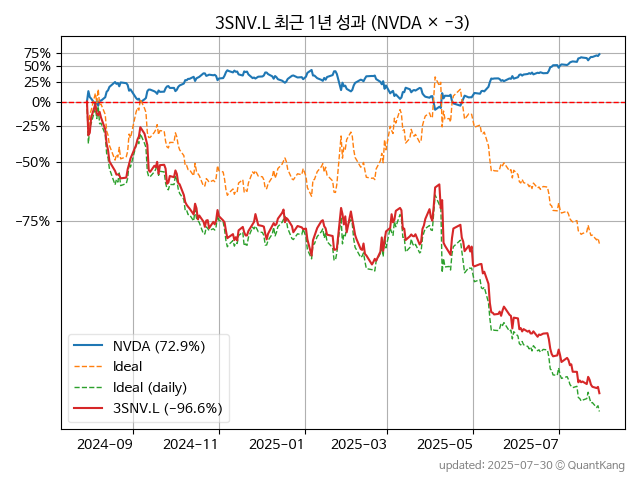 3SNV.L 최근 1년 성과 (NVDA × −3)
75%
50%
25%
0%
−25%
−50%
−75%
NVDA (72.9%)
Ideal
Ideal (daily)
3SNV.L (−96.6%)
2024-09 2024-11 2025-01 2025-03 2025-05 2025-07
updated: 2025-07-30 © QuantKang